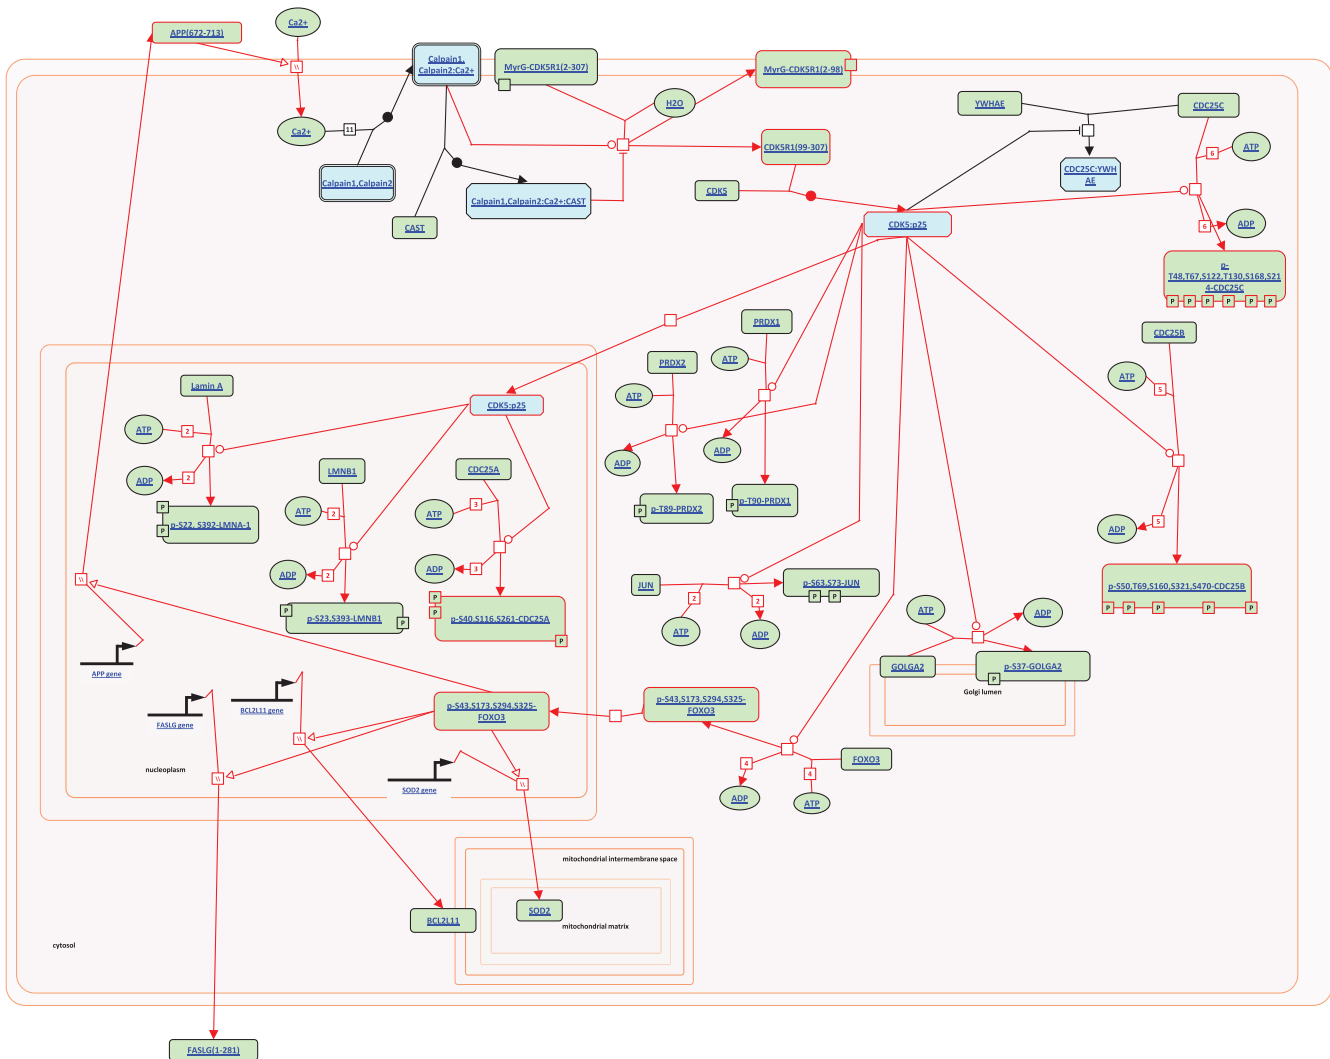 Ca2+
APP(672-713)
\\
Ca2+
11
Calpain1,
Calpain2:Ca2+
MyrG-CDK5R1(2-307)
P
MyrG-CDK5R1(2-98)
H2O
Calpain1,Calpain2
CAST
Calpain1,Calpain2:Ca2+:CAST
CDK5R1(99-307)
CDK5
CDK5:p25
YWHAE
CDC25C
CDC25C:YWH
AE
ATP
6
6
ADP
p-
T48,T67,S122,T130,S168,S21
4-CDC25C
P
P
P
P
P
P
PRDX1
ATP
PRDX2
ATP
ADP
ADP
p-T90-PRDX1
P
p-T89-PRDX2
P
CDC25B
ATP
5
ADP
5
p-S50,T69,S160,S321,S470-CDC25B
P
P
P
P
P
Lamin A
ATP
2
ADP
2
P
P
p-S22, S392-LMNA-1
CDK5:p25
LMNB1
ATP
2
ADP
2
P
p-S23,S393-LMNB1
P
CDC25A
ATP
3
ADP
3
P
P
p-S40,S116,S261-CDC25A
P
JUN
2
ATP
2
ADP
p-S63,S73-JUN
P
P
ATP
ADP
GOLGA2
p-S37-GOLGA2
P
Golgi lumen
\\
APP gene
FASLG gene
BCL2L11 gene
\\
\\
nucleoplasm
p-S43,S173,S294,S325-
FOXO3
SOD2 gene
\\
p-S43,S173,S294,S325-
FOXO3
4
ADP
4
ATP
FOXO3
mitochondrial intermembrane space
SOD2
mitochondrial matrix
BCL2L11
cytosol
FASLG(1-281)